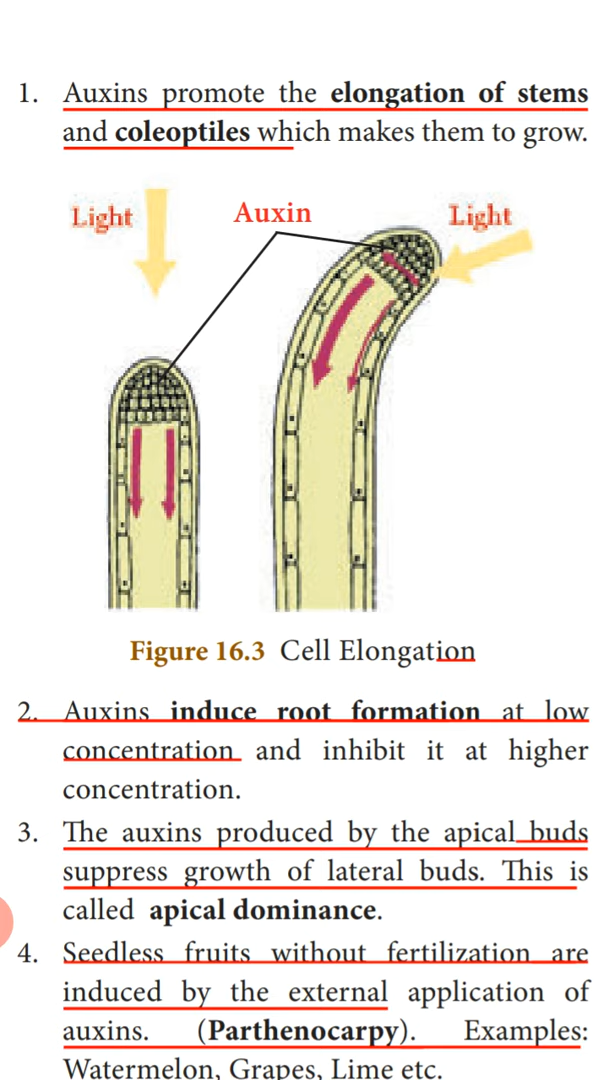 1. Auxins promote the elongation of stems
and coleoptiles which makes them to grow.
Light
Auxin
Light
Figure 16.3 Cell Elongation
2. Auxins induce root formation at low
concentration and inhibit it at higher
concentration.
3. The auxins produced by the apical buds
suppress growth of lateral buds. This is
called apical dominance.
4. Seedless fruits without fertilization are
induced by the external application of
auxins. (Parthenocarpy). Examples:
Watermelon, Grapes, Lime etc.